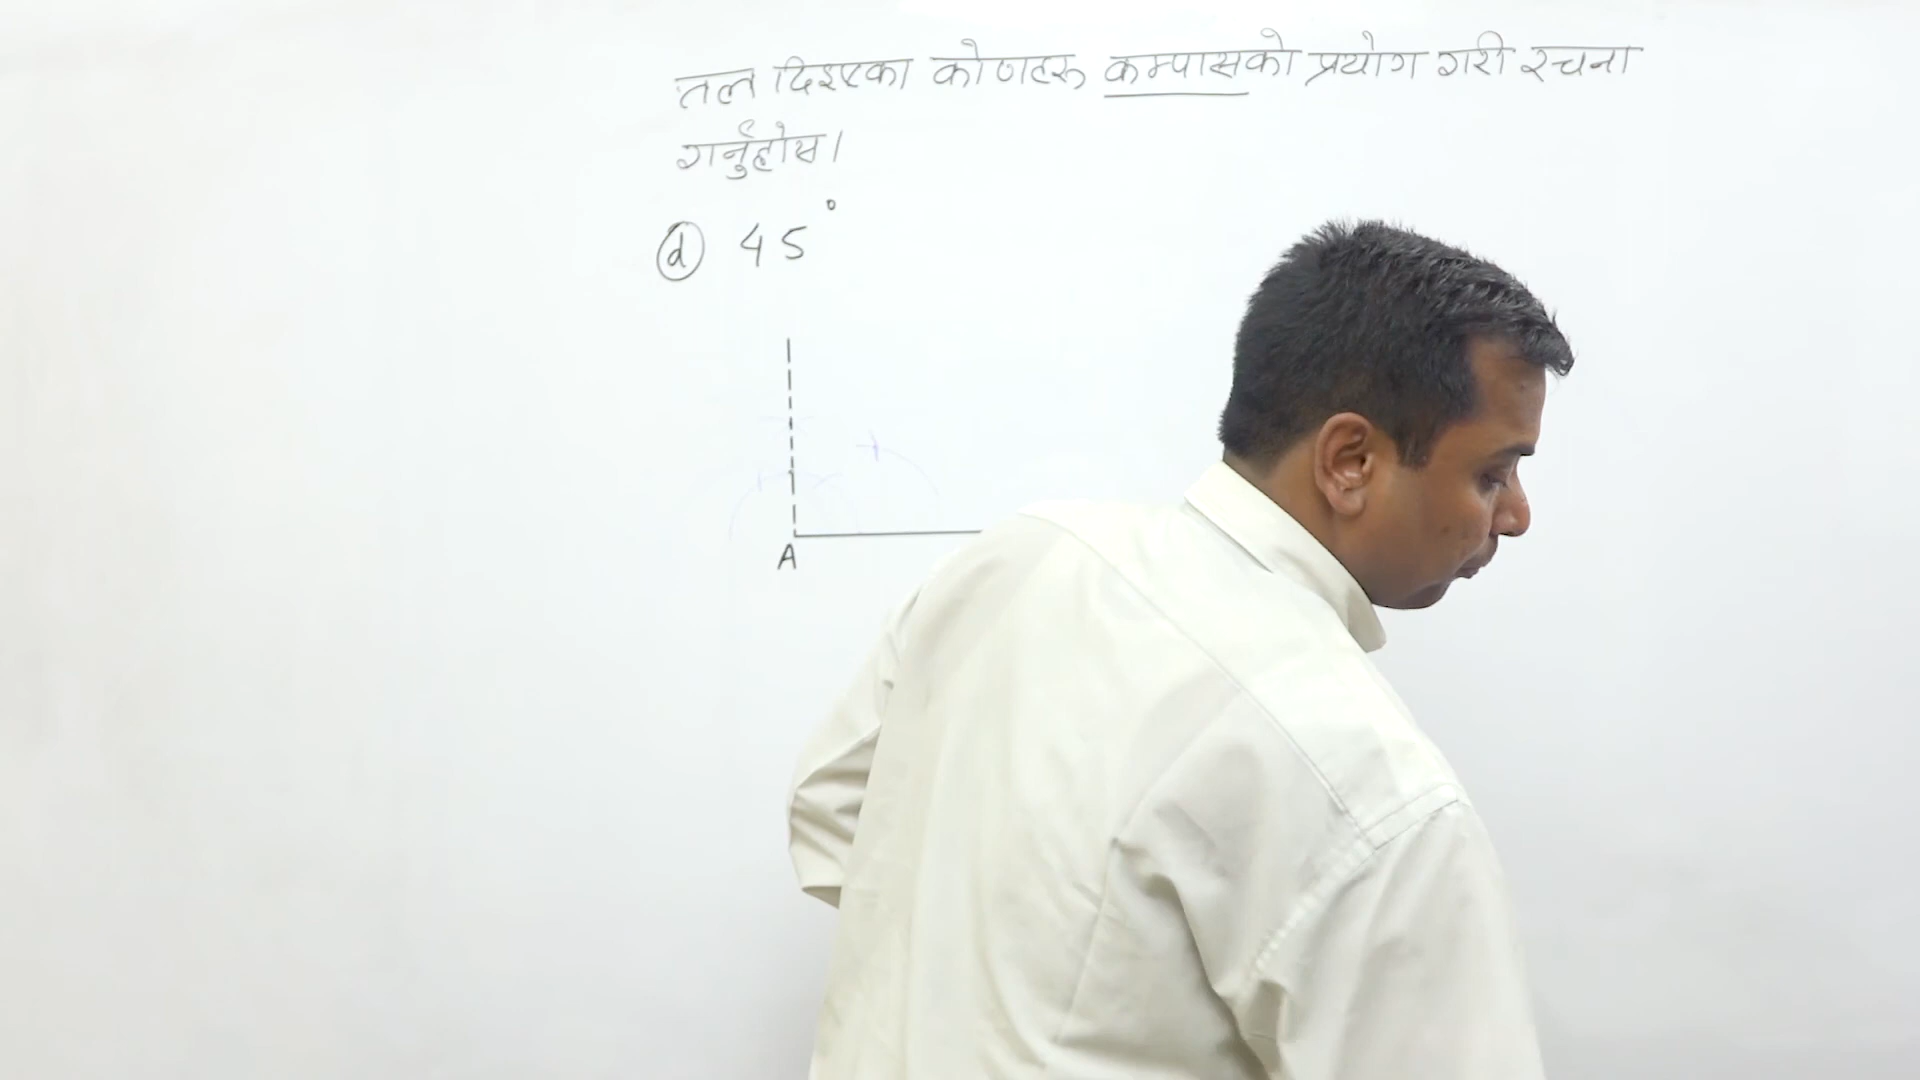 तल दिइएका कोणहरू कम्पासको प्रयोग गरी रचना
गर्नुहोस।
(d) 45°
A